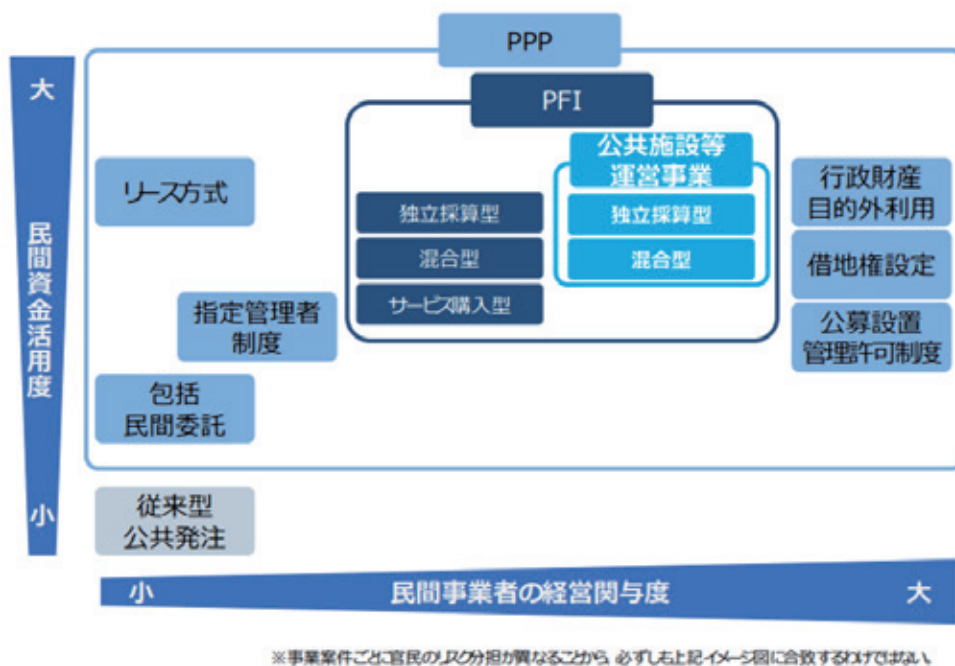 PPP
PFI
大
民間資金活用度
小
リース方式
公共施設等
運営事業
独立採算型
混合型
サービス購入型
独立採算型
混合型
行政財産
目的外利用
借地権設定
公募設置
管理許可制度
指定管理者
制度
包括
民間委託
従来型
公共発注
小
民間事業者の経営関与度
大
※事業案件ごとに官民のリスク分担が異なることから、必ずしも上記イメージ図に合致するわけではない。